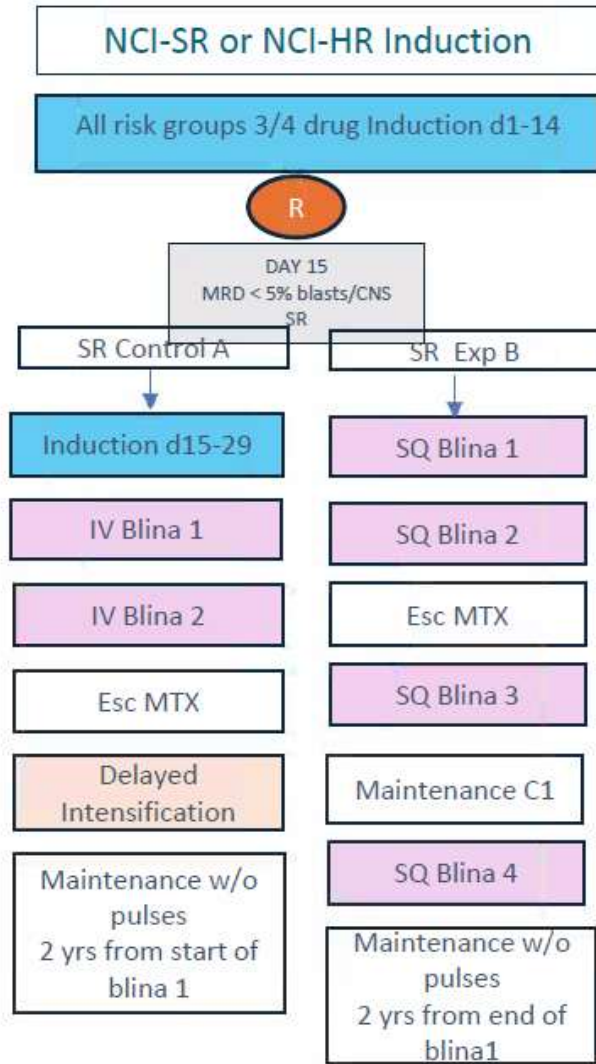 NCI-SR or NCI-HR Induction
All risk groups 3/4 drug Induction d1-14
R
DAY 15
MRD < 5% blasts/CNS
SR
SR Control A
Induction d15-29
IV Blina 1
IV Blina 2
Esc MTX
Delayed
Intensification
Maintenance w/o
pulses
2 yrs from start of
blina 1
SR Exp B
SQ Blina 1
SQ Blina 2
Esc MTX
SQ Blina 3
Maintenance C1
SQ Blina 4
Maintenance w/o
pulses
2 yrs from end of
blina1